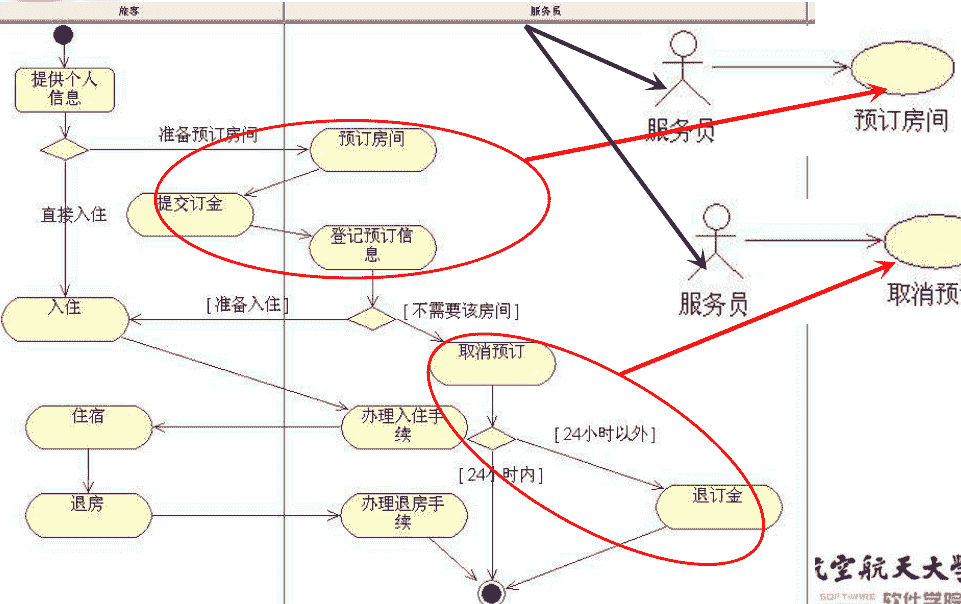 旅客
服务员
提供个人
信息
准备预订房间
预订房间
服务员
预订房间
直接入住
提交订金
登记预订信
息
服务员
取消预
入住
[准备入住]
[不需要该房间]
取消预订
住宿
办理入住手
续
[24小时以外]
[24小时内]
退房
办理退房手
续
退订金
空航天大学
SOFTWARE
软件学院